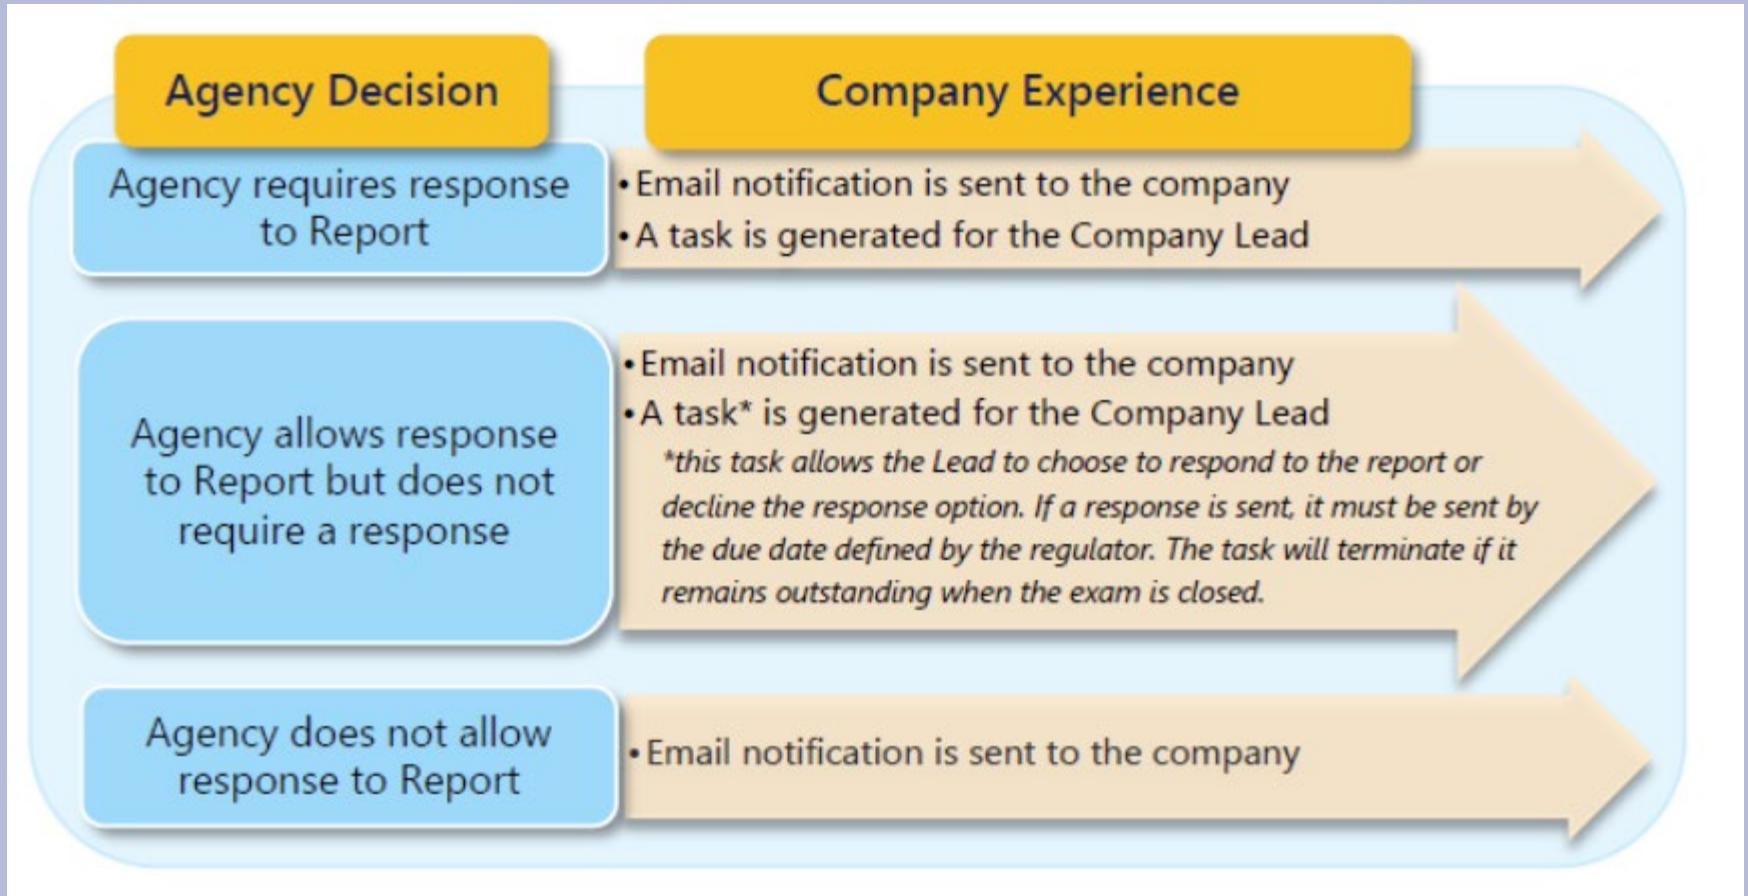 Agency Decision
Company Experience
Agency requires response
to Report
•Email notification is sent to the company
•A task is generated for the Company Lead
Agency allows response
to Report but does not
require a response
•Email notification is sent to the company
•A task* is generated for the Company Lead
*this task allows the Lead to choose to respond to the report or
decline the response option. If a response is sent, it must be sent by
the due date defined by the regulator. The task will terminate if it
remains outstanding when the exam is closed.
Agency does not allow
response to Report
•Email notification is sent to the company